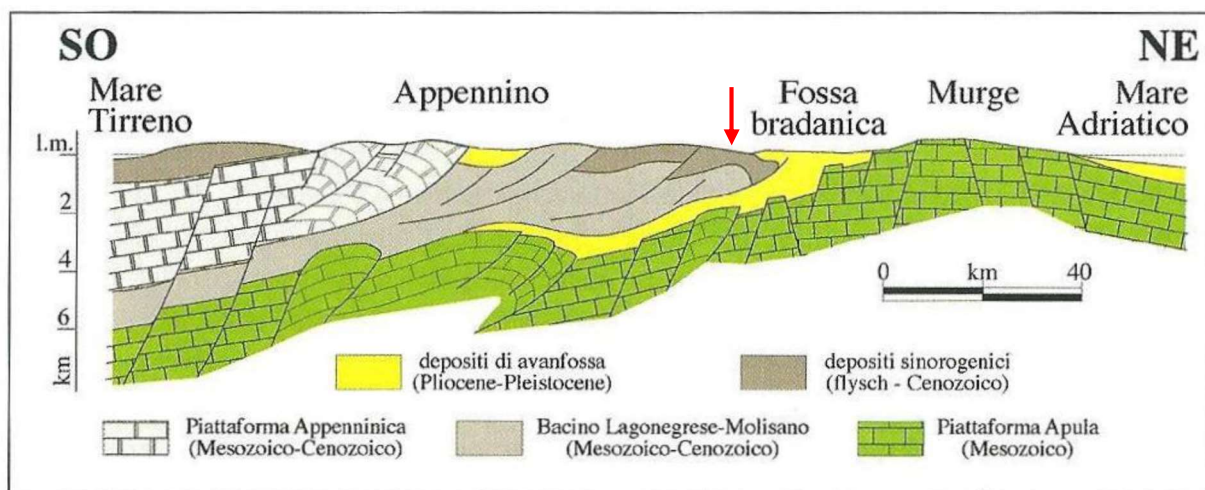 SO
NE
Mare
Tirreno
Appennino
Fossa
bradanica
Murge
Mare
Adriatico
l.m.
2
4
6
km
0 km 40
depositi di avanfossa
(Pliocene-Pleistocene)
depositi sinorogenici
(flysch - Cenozoico)
Piattaforma Appenninica
(Mesozoico-Cenozoico)
Bacino Lagonegrese-Molisano
(Mesozoico-Cenozoico)
Piattaforma Apula
(Mesozoico)